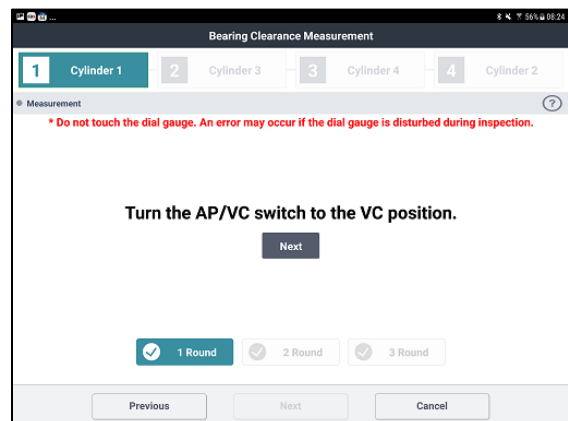 ... 56% 08:24
Bearing Clearance Measurement
1 Cylinder 1 2 Cylinder 3 3 Cylinder 4 4 Cylinder 2
Measurement ?
* Do not touch the dial gauge. An error may occur if the dial gauge is disturbed during inspection.
Turn the AP/VC switch to the VC position.
Next
1 Round 2 Round 3 Round
Previous Next Cancel